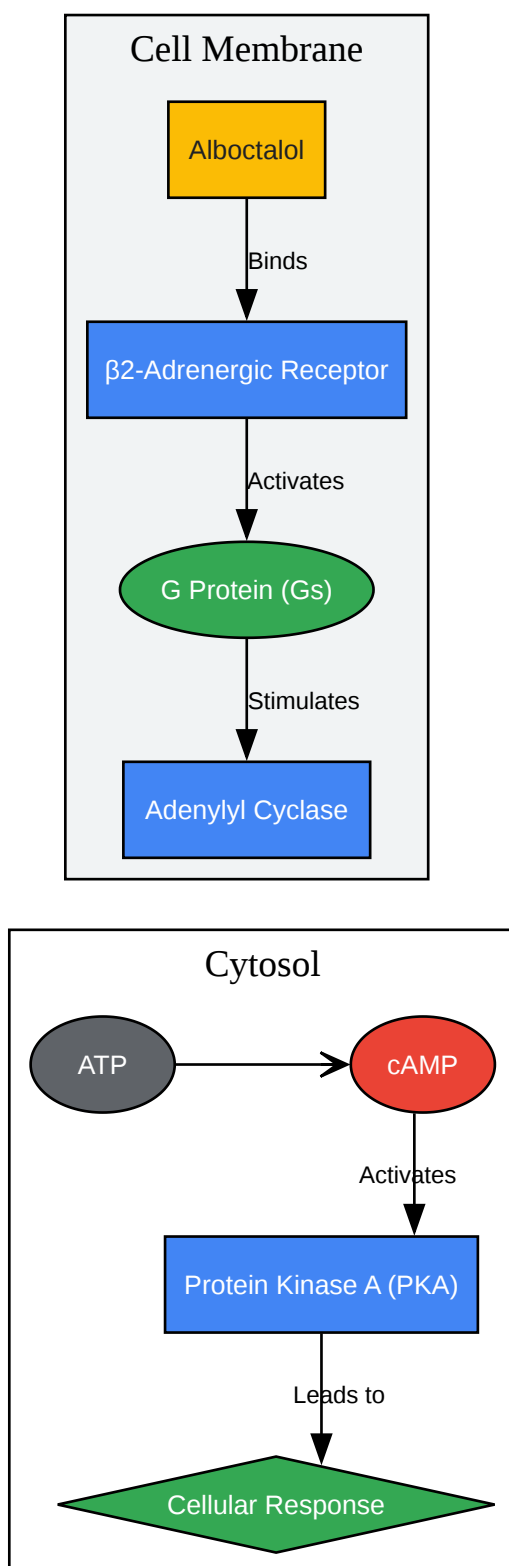 Cell Membrane
Alboctalol
Binds
β2-Adrenergic Receptor
Activates
G Protein (Gs)
Stimulates
Adenylyl Cyclase
Cytosol
ATP
cAMP
Activates
Protein Kinase A (PKA)
Leads to
Cellular Response